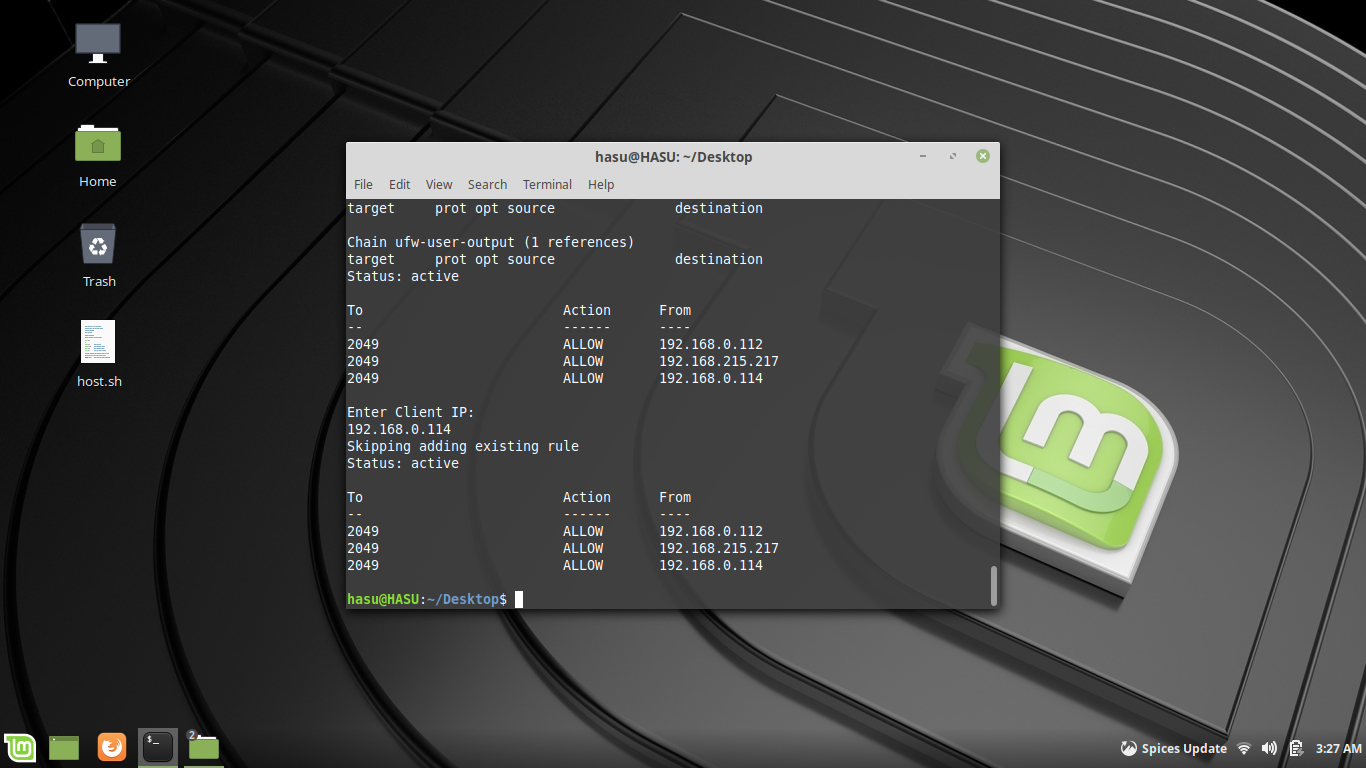 Computer
Home
Trash
host.sh
hasu@HASU: ~/Desktop
File Edit View Search Terminal Help
target     prot opt source               destination
Chain ufw-user-output (1 references)
target     prot opt source               destination
Status: active
To                         Action      From
--                         ------      ----
2049                       ALLOW       192.168.0.112
2049                       ALLOW       192.168.215.217
2049                       ALLOW       192.168.0.114
Enter Client IP:
192.168.0.114
Skipping adding existing rule
Status: active
To                         Action      From
--                         ------      ----
2049                       ALLOW       192.168.0.112
2049                       ALLOW       192.168.215.217
2049                       ALLOW       192.168.0.114
hasu@HASU:~/Desktop$
lm
$_
2
Spices Update
3:27 AM